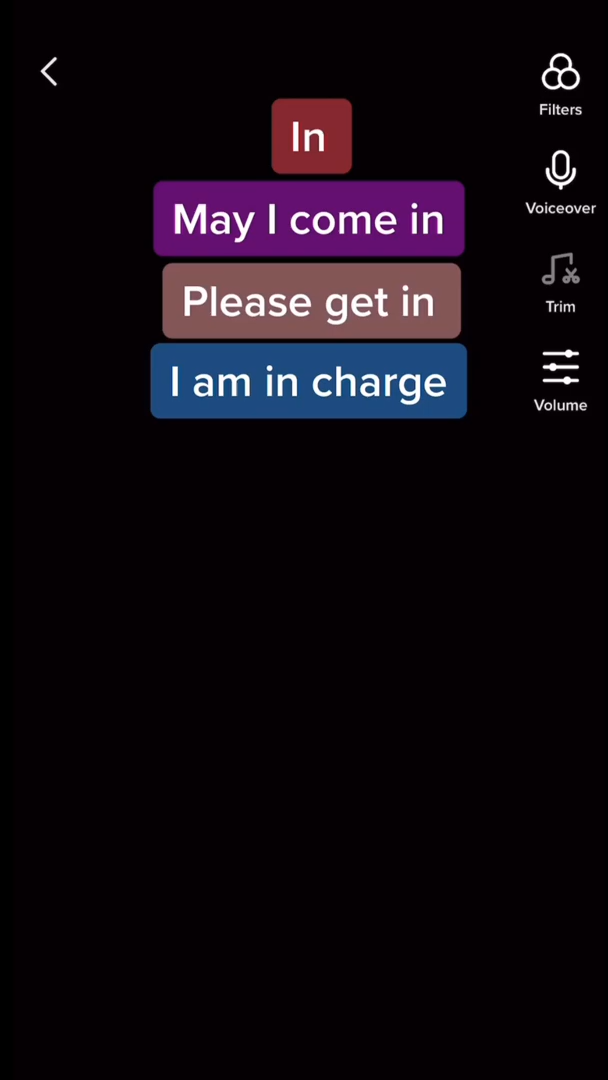 In
May I come in
Please get in
I am in charge
Filters
Voiceover
Trim
Volume